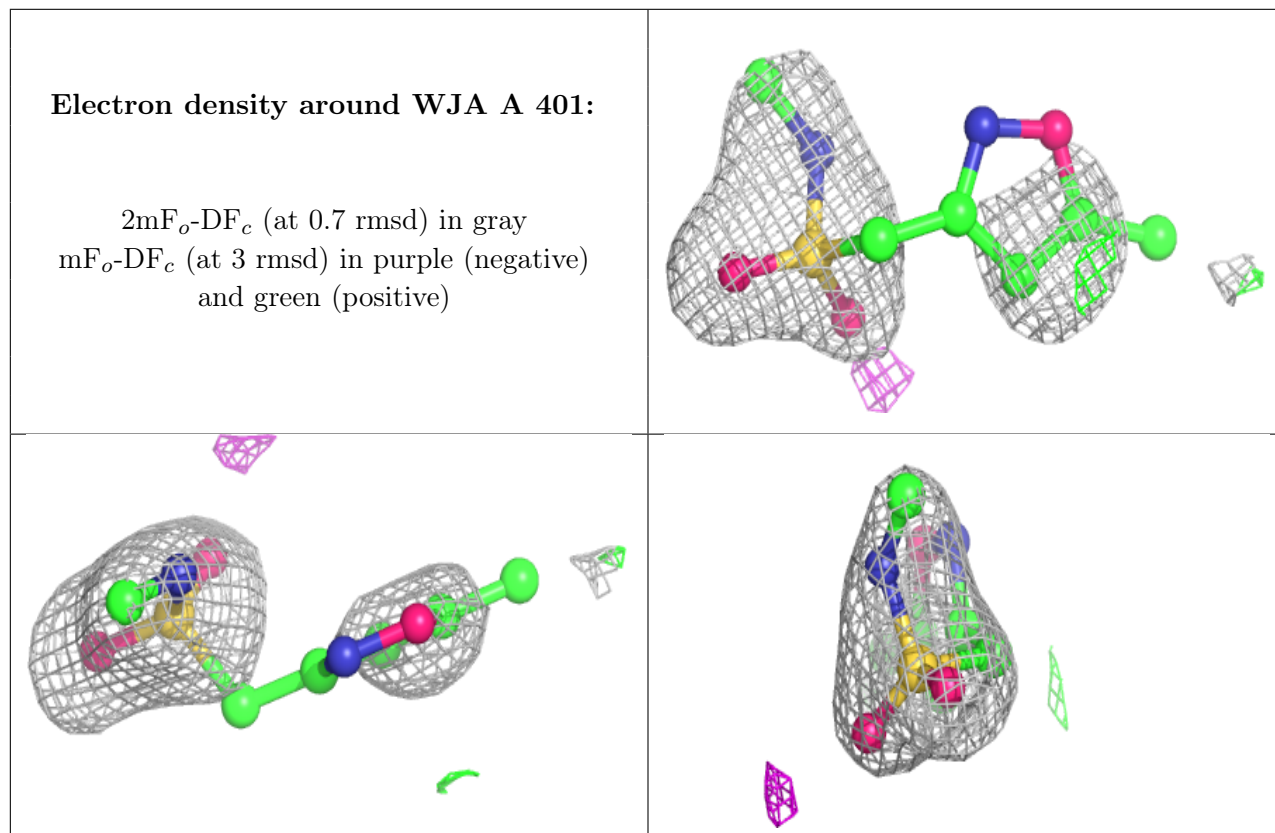 Electron density around WJA A 401:
2mFₒ-DF𝒸 (at 0.7 rmsd) in gray
mFₒ-DF𝒸 (at 3 rmsd) in purple (negative)
and green (positive)